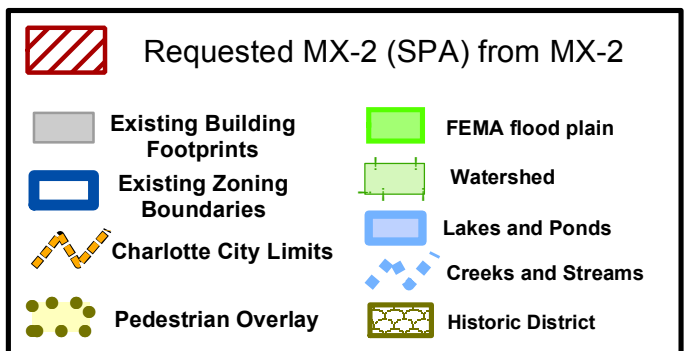 Requested MX-2 (SPA) from MX-2
Existing Building
Footprints
Existing Zoning
Boundaries
Charlotte City Limits
Pedestrian Overlay
FEMA flood plain
Watershed
Lakes and Ponds
Creeks and Streams
Historic District